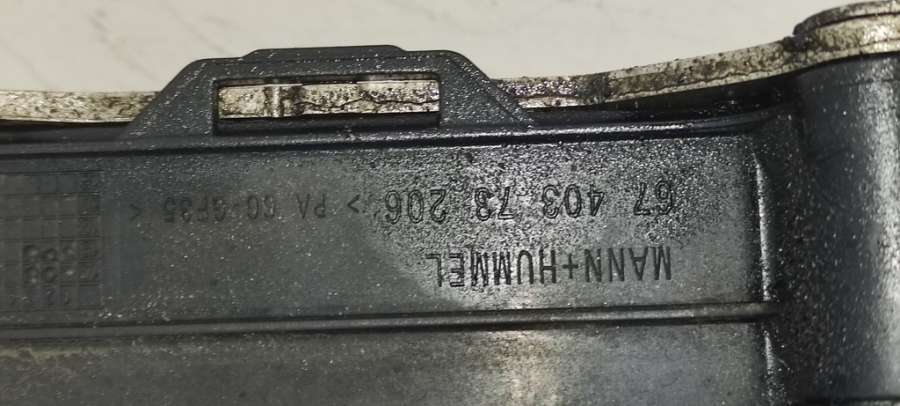 MANN+HUMMEL
67 403 73 206 > PA 66-GF35 <